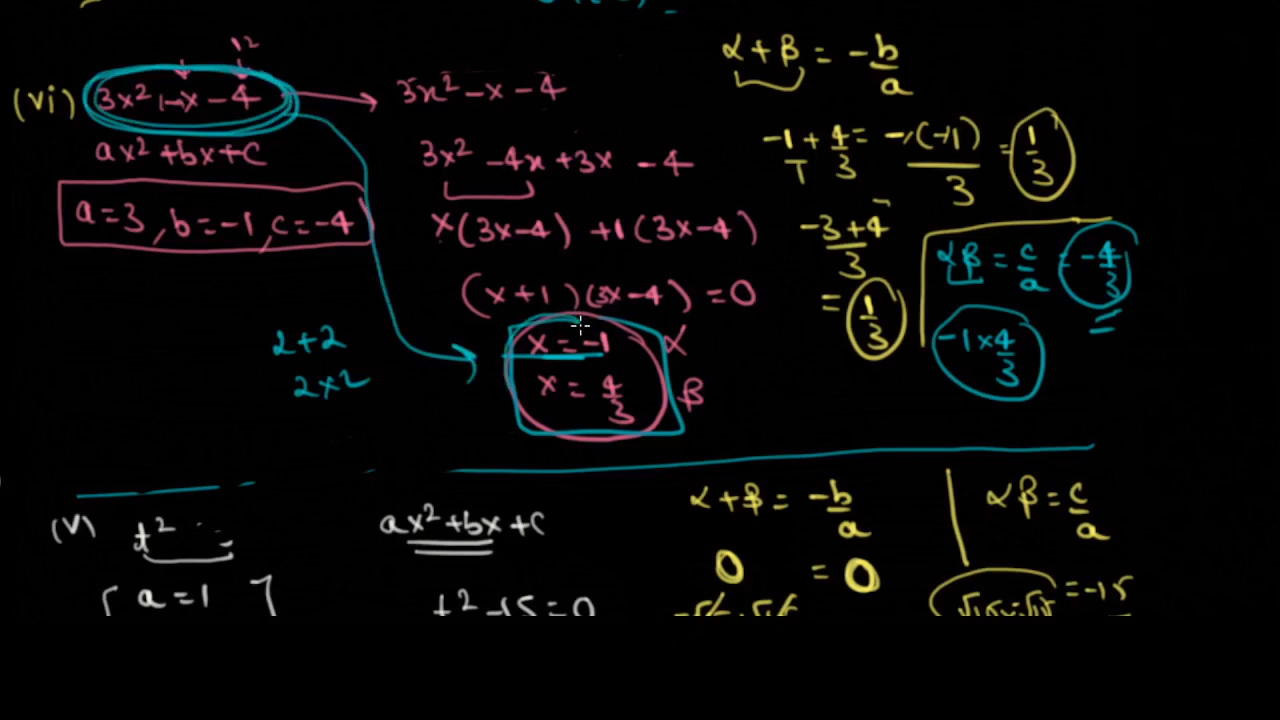 12
(vi) 3x² - x - 4 → 3x² - x - 4
ax² + bx + c
a = 3, b = -1, c = -4
3x² - 4x + 3x - 4
x(3x-4) + 1(3x-4)
(x+1)(3x-4) = 0
x = -1 α
x = 4/3 β
2+2
2×2
α + β = -b/a
-1/1 + 4/3 = -(-1)/3 = 1/3
-3+4/3
= 1/3
αβ = c/a = -4/3
-1 × 4/3
(V) t²
a = 1
ax² + bx + c
t² - 15 = 0
α + β = -b/a
0 = 0
αβ = c/a
= -15